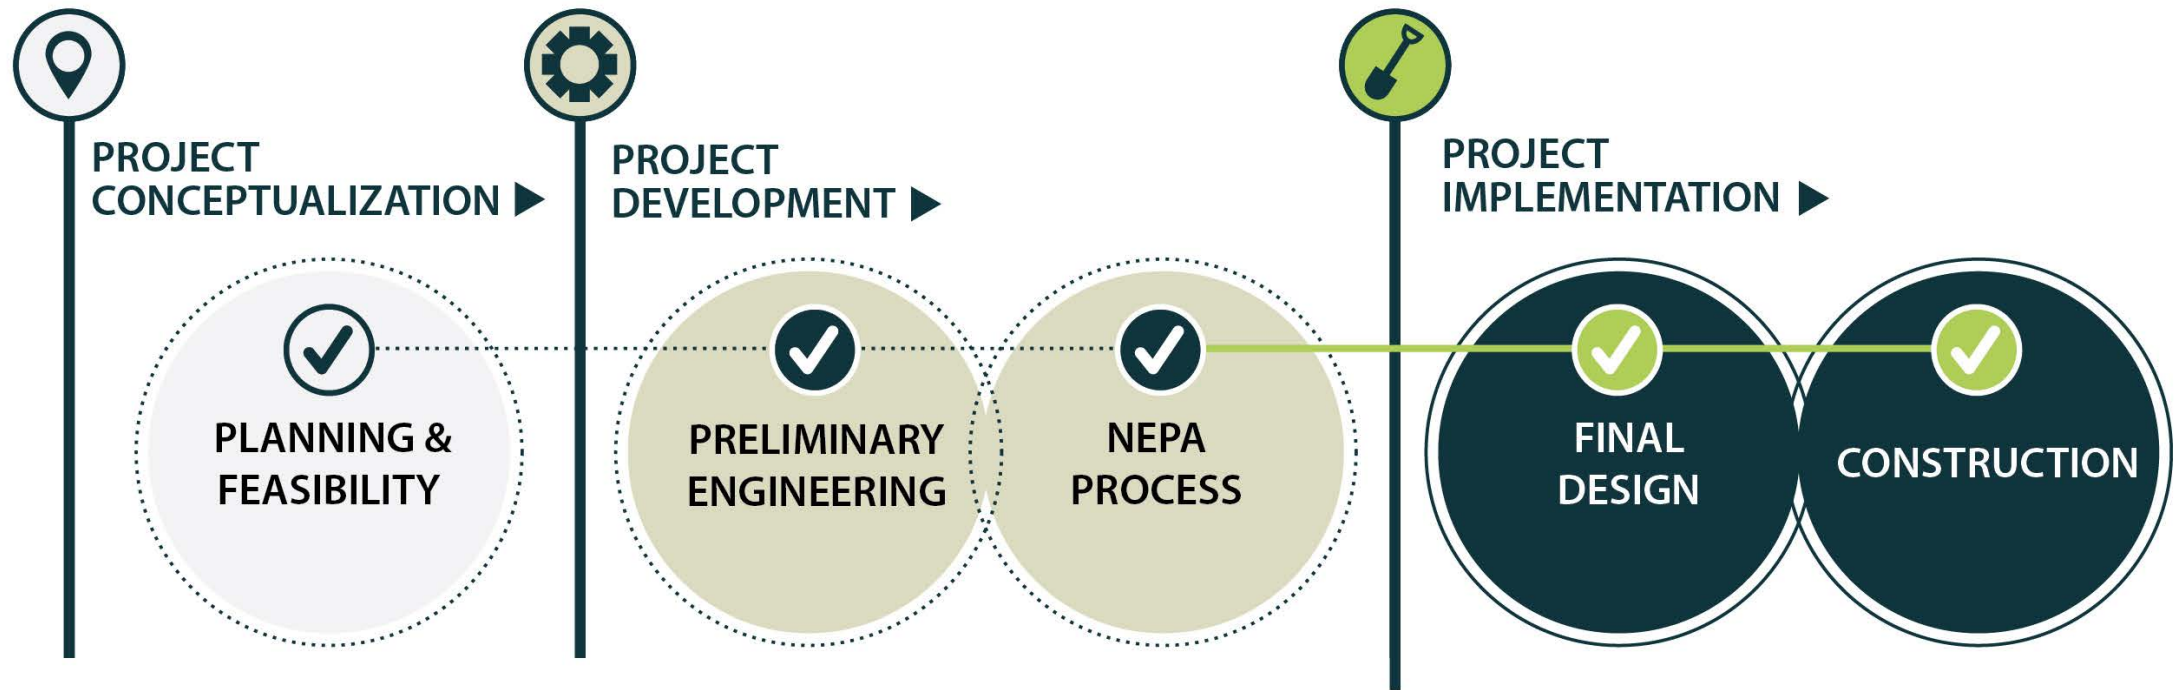 PROJECT
CONCEPTUALIZATION
PROJECT
DEVELOPMENT
PROJECT
IMPLEMENTATION
PLANNING &
FEASIBILITY
PRELIMINARY
ENGINEERING
NEPA
PROCESS
FINAL
DESIGN
CONSTRUCTION